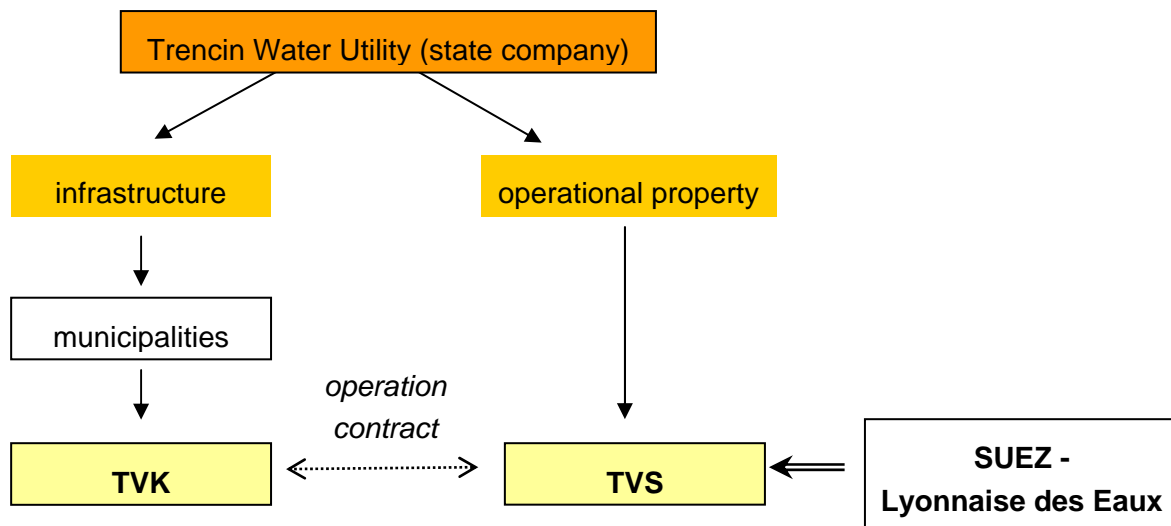 Trencin Water Utility (state company)
infrastructure
operational property
municipalities
operation
contract
TVK
TVS
SUEZ -
Lyonnaise des Eaux